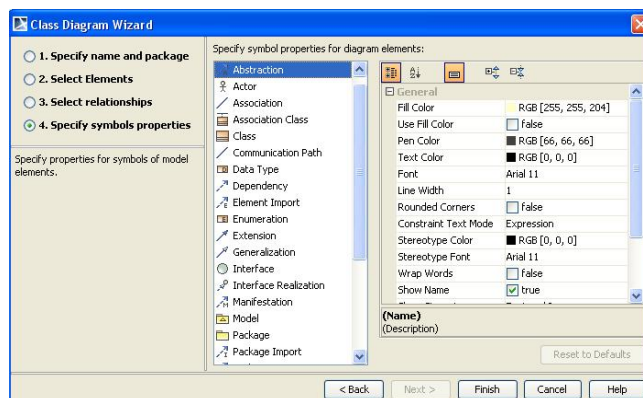 Class Diagram Wizard
1. Specify name and package
2. Select Elements
3. Select relationships
4. Specify symbols properties
Specify properties for symbols of model
elements.
Specify symbol properties for diagram elements:
Abstraction
Actor
Association
Association Class
Class
Communication Path
Data Type
Dependency
Element Import
Enumeration
Extension
Generalization
Interface
Interface Realization
Manifestation
Model
Package
Package Import
General
Fill Color RGB [255, 255, 204]
Use Fill Color false
Pen Color RGB [66, 66, 66]
Text Color RGB [0, 0, 0]
Font Arial 11
Line Width 1
Rounded Corners false
Constraint Text Mode Expression
Stereotype Color RGB [0, 0, 0]
Stereotype Font Arial 11
Wrap Words false
Show Name true
(Name)
(Description)
Reset to Defaults
< Back
Next >
Finish
Cancel
Help